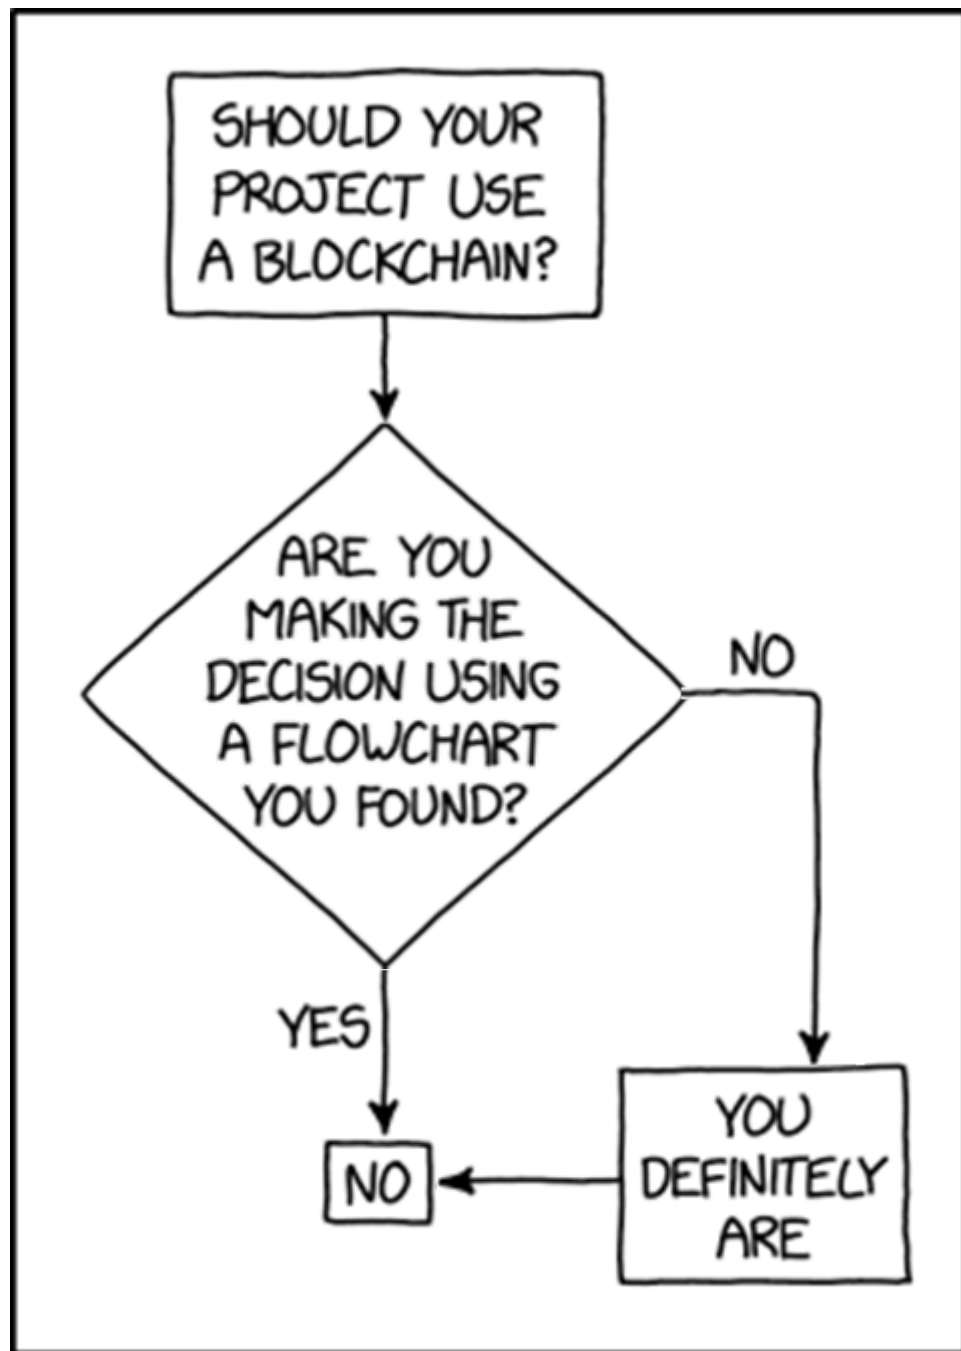 SHOULD YOUR
PROJECT USE
A BLOCKCHAIN?
ARE YOU
MAKING THE
DECISION USING
A FLOWCHART
YOU FOUND?
NO
YES
YOU
DEFINITELY
ARE
NO